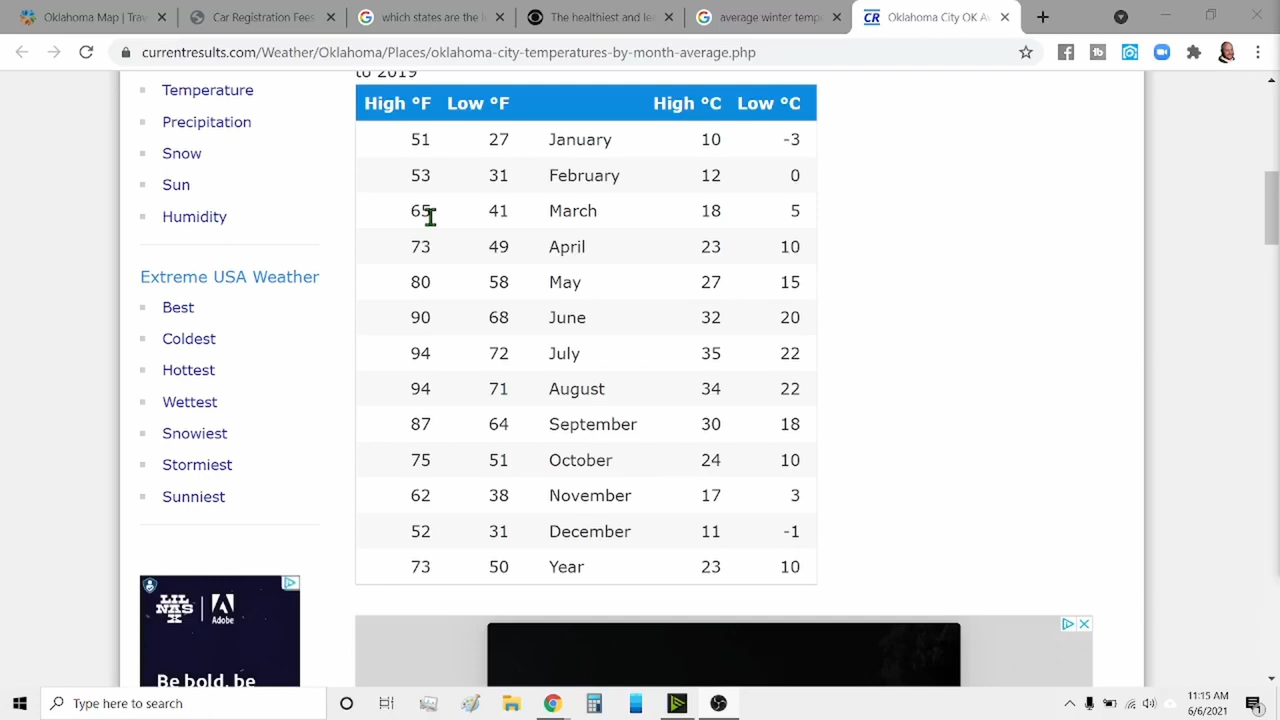 Oklahoma Map | Trav
Car Registration Fees
which states are the l
The healthiest and lea
average winter tempe
Oklahoma City OK Av
currentresults.com/Weather/Oklahoma/Places/oklahoma-city-temperatures-by-month-average.php
to 2019
Temperature
Precipitation
Snow
Sun
Humidity
Extreme USA Weather
Best
Coldest
Hottest
Wettest
Snowiest
Stormiest
Sunniest
High °F Low °F High °C Low °C
51 27 January 10 -3
53 31 February 12 0
65 41 March 18 5
73 49 April 23 10
80 58 May 27 15
90 68 June 32 20
94 72 July 35 22
94 71 August 34 22
87 64 September 30 18
75 51 October 24 10
62 38 November 17 3
52 31 December 11 -1
73 50 Year 23 10
LIL NAS X
Adobe
Be bold, be
Type here to search
11:15 AM
6/6/2021